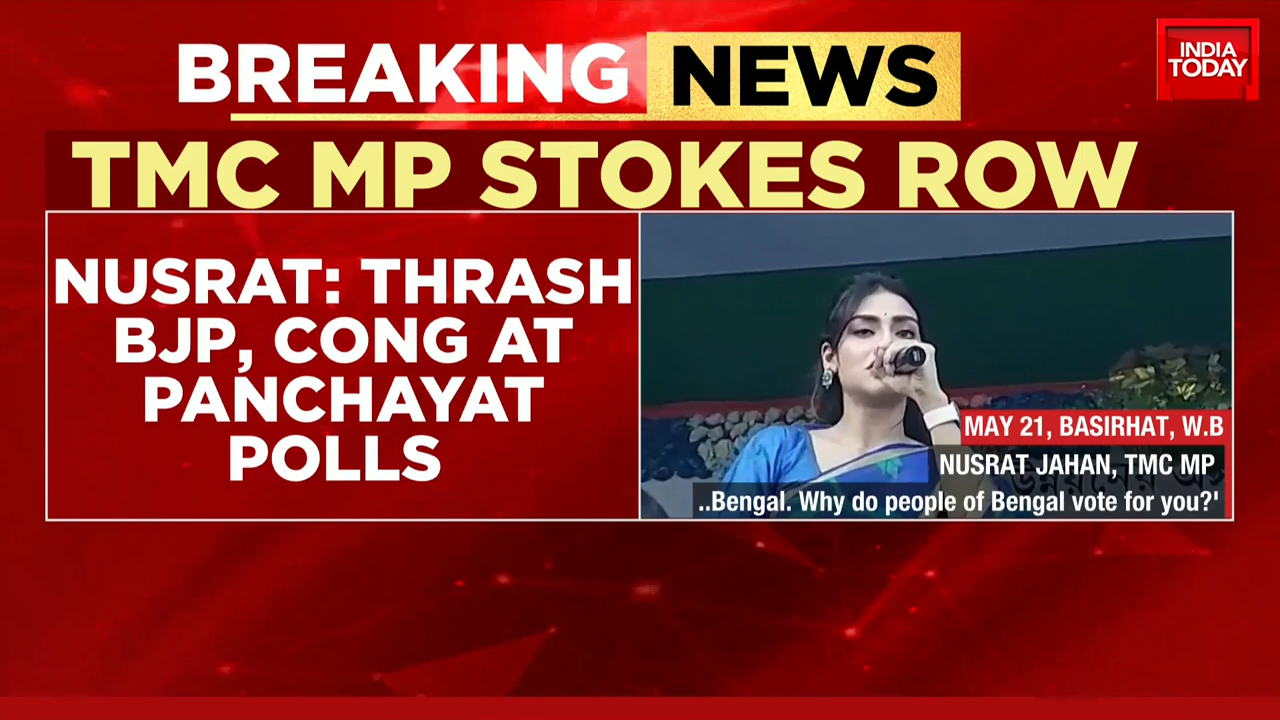 BREAKING NEWS
INDIA
TODAY
TMC MP STOKES ROW
NUSRAT: THRASH
BJP, CONG AT
PANCHAYAT
POLLS
MAY 21, BASIRHAT, W.B
NUSRAT JAHAN, TMC MP
..Bengal. Why do people of Bengal vote for you?'